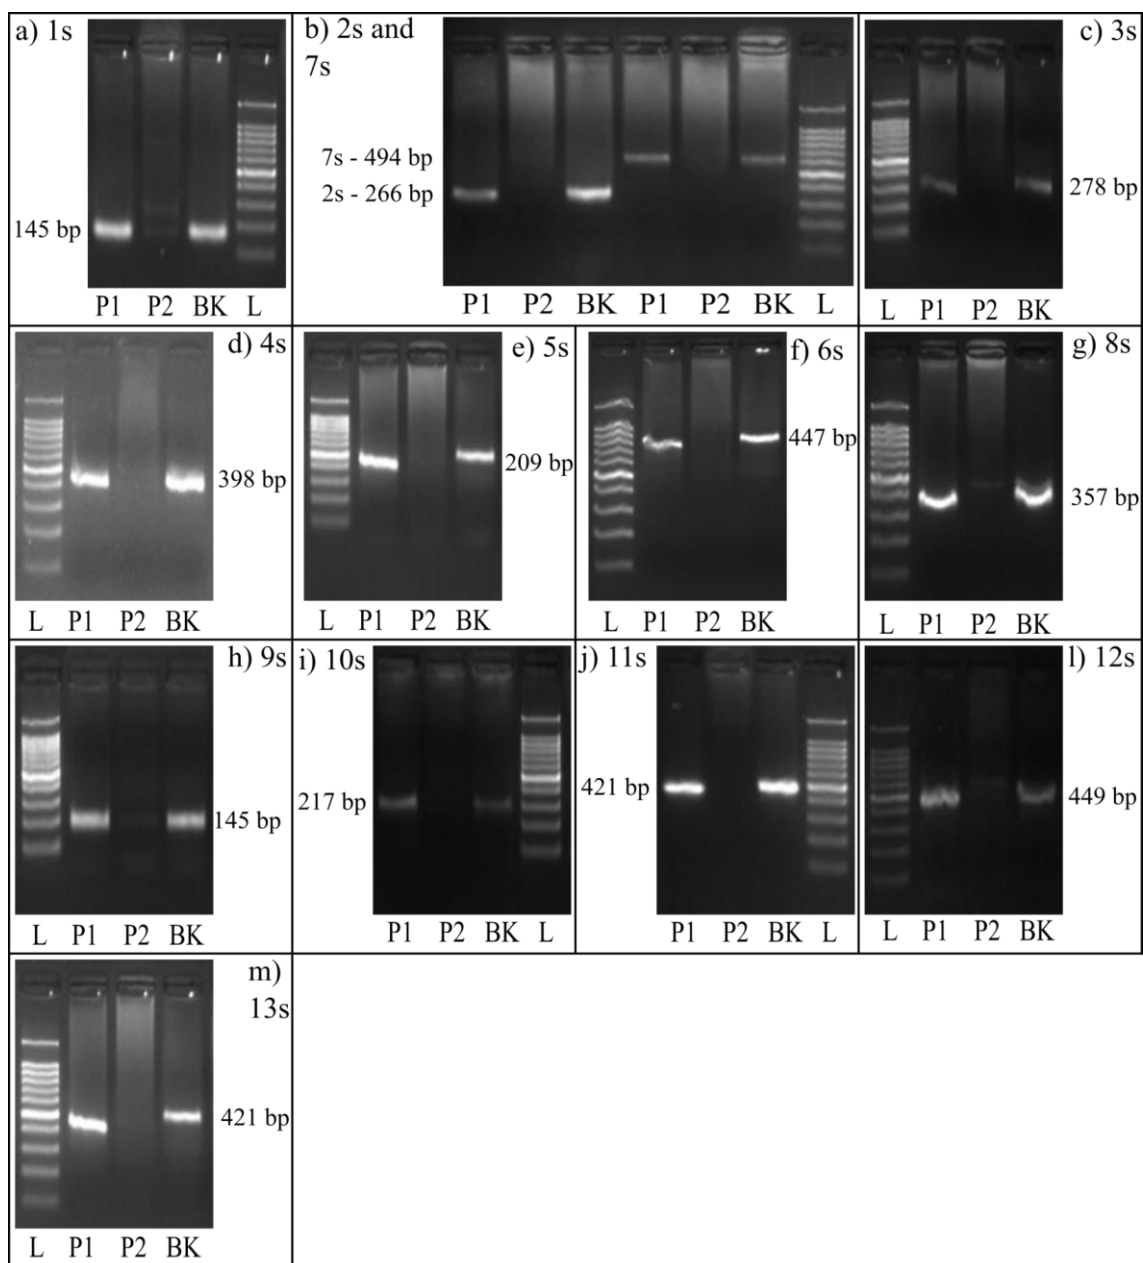 a) 1s
145 bp
P1 P2 BK L
b) 2s and
7s
7s - 494 bp
2s - 266 bp
P1 P2 BK P1 P2 BK L
c) 3s
278 bp
L P1 P2 BK
d) 4s
398 bp
L P1 P2 BK
e) 5s
209 bp
L P1 P2 BK
f) 6s
447 bp
L P1 P2 BK
g) 8s
357 bp
L P1 P2 BK
h) 9s
145 bp
L P1 P2 BK
i) 10s
217 bp
P1 P2 BK L
j) 11s
421 bp
P1 P2 BK L
l) 12s
449 bp
L P1 P2 BK
m)
13s
421 bp
L P1 P2 BK